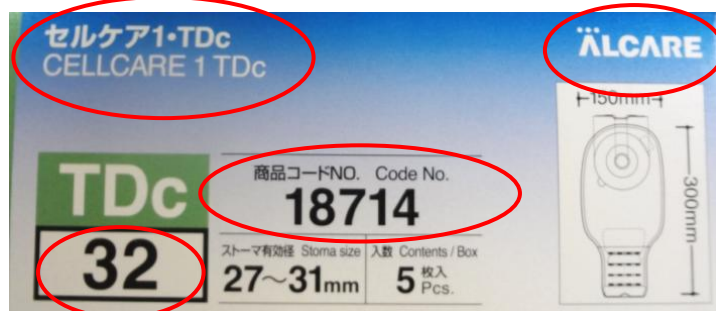 セルケア1・TDc
CELLCARE 1 TDc
ÄLCARE
150mm
300mm
TDc
32
商品コードNO. Code No.
18714
ストーマ有効径 Stoma size
27〜31mm
入数 Contents / Box
5 枚入 Pcs.